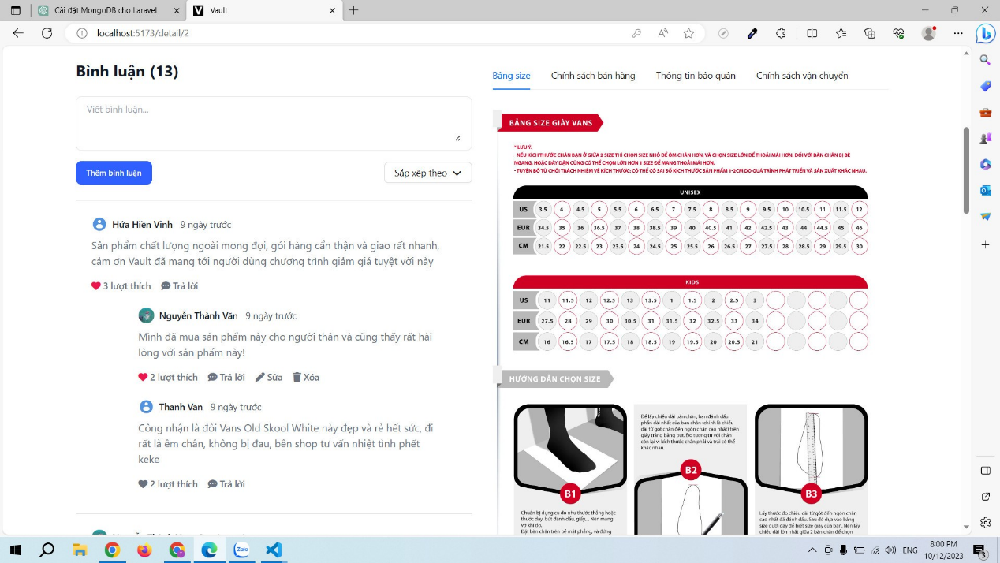 Cài đặt MongoDB cho Laravel
Vault
localhost:5173/detail/2
Bình luận (13)
Viết bình luận...
Thêm bình luận
Sắp xếp theo
Hứa Hiền Vinh 9 ngày trước
Sản phẩm chất lượng ngoài mong đợi, gói hàng cẩn thận và giao rất nhanh,
cảm ơn Vault đã mang tới người dùng chương trình giảm giá tuyệt vời này
3 lượt thích Trả lời
Nguyễn Thành Văn 9 ngày trước
Mình đã mua sản phẩm này cho người thân và cũng thấy rất hài
lòng với sản phẩm này!
2 lượt thích Trả lời Sửa Xóa
Thanh Van 9 ngày trước
Công nhận là đôi Vans Old Skool White này đẹp và rẻ hết sức, đi
rất là êm chân, không bị đau, bên shop tư vấn nhiệt tình phết
keke
2 lượt thích Trả lời
Bảng size Chính sách bán hàng Thông tin bảo quản Chính sách vận chuyển
BẢNG SIZE GIÀY VANS
* LƯU Ý:
- NẾU KÍCH THƯỚC CHÂN BẠN Ở GIỮA 2 SIZE THÌ CHỌN SIZE NHỎ ĐỂ ÔM CHÂN HƠN, VÀ CHỌN SIZE LỚN ĐỂ THOẢI MÁI HƠN. ĐỐI VỚI BÀN CHÂN BỊ BÈ
NGANG, HOẶC DÀY DẶN CŨNG CÓ THỂ CHỌN LỚN HƠN 1 SIZE ĐỂ MANG THOẢI MÁI HƠN.
- TUYÊN BỐ TỪ CHỐI TRÁCH NHIỆM VỀ KÍCH THƯỚC: CÓ THỂ CÓ SAI SỐ KÍCH THƯỚC SẢN PHẨM 1-2CM DO QUÁ TRÌNH PHÁT TRIỂN VÀ SẢN XUẤT KHÁC NHAU.
UNISEX
US 3.5 4 4.5 5 5.5 6 6.5 7 7.5 8 8.5 9 9.5 10 10.5 11 11.5 12
EUR 34.5 35 36 36.5 37 38 38.5 39 40 40.5 41 42 42.5 43 44 44.5 45 46
CM 21.5 22 22.5 23 23.5 24 24.5 25 25.5 26 26.5 27 27.5 28 28.5 29 29.5 30
KIDS
US 11 11.5 12 12.5 13 13.5 1 1.5 2 2.5 3
EUR 27.5 28 29 30 30.5 31 31.5 32 32.5 33 34
CM 16 16.5 17 17.5 18 18.5 19 19.5 20 20.5 21
HƯỚNG DẪN CHỌN SIZE
B1
Chuẩn bị dụng cụ đo như thước thẳng hoặc
thước dây, bút đánh dấu, giấy... Nên mang
vớ khi đo.
Đặt bàn chân trên bề mặt phẳng, và đứng
Để lấy chiều dài bàn chân, bạn đánh dấu
phần dài nhất của bàn chân (chính là chiều
dài từ gót chân đến ngón chân cao nhất) trên
giấy trắng bằng bút. Đo tương tự với chân
còn lại vì kích thước chân phải và trái có thể
khác nhau.
B2
B3
Lấy thước đo chiều dài từ gót đến ngón chân
cao nhất đã đánh dấu. Sau đó dựa vào bảng
size dưới đây để biết size giày của bạn. Nên lấy
chiều dài lớn nhất giữa 2 bàn chân để chọn
Zalo
ENG
8:00 PM
10/12/2023
3